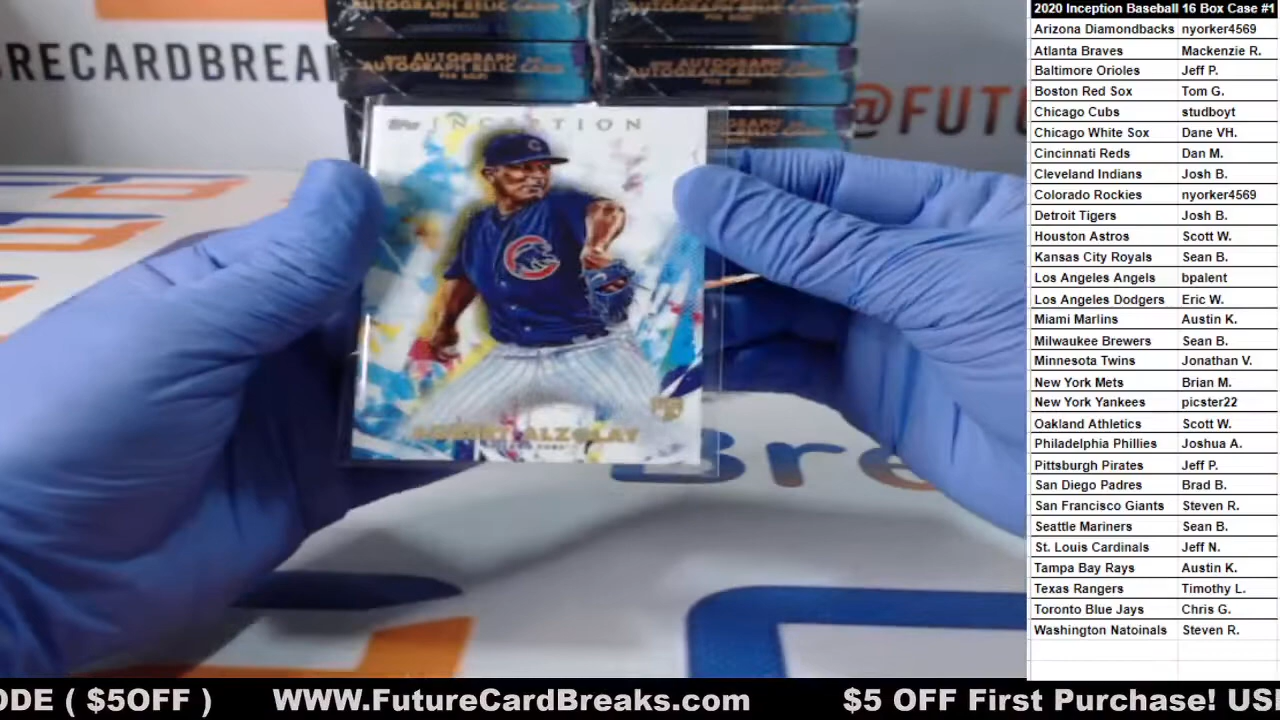 2020 Inception Baseball 16 Box Case #1
Arizona Diamondbacks nyorker4569
Atlanta Braves Mackenzie R.
Baltimore Orioles Jeff P.
Boston Red Sox Tom G.
Chicago Cubs studboyt
Chicago White Sox Dane VH.
Cincinnati Reds Dan M.
Cleveland Indians Josh B.
Colorado Rockies nyorker4569
Detroit Tigers Josh B.
Houston Astros Scott W.
Kansas City Royals Sean B.
Los Angeles Angels bpalent
Los Angeles Dodgers Eric W.
Miami Marlins Austin K.
Milwaukee Brewers Sean B.
Minnesota Twins Jonathan V.
New York Mets Brian M.
New York Yankees picster22
Oakland Athletics Scott W.
Philadelphia Phillies Joshua A.
Pittsburgh Pirates Jeff P.
San Diego Padres Brad B.
San Francisco Giants Steven R.
Seattle Mariners Sean B.
St. Louis Cardinals Jeff N.
Tampa Bay Rays Austin K.
Texas Rangers Timothy L.
Toronto Blue Jays Chris G.
Washington Natoinals Steven R.
RECARDBREA
@FUTU
AUTOGRAPH
AUTOGRAPH RELIC CARD
Topps
ALZOLAY
Bre
ODE ( $5OFF ) WWW.FutureCardBreaks.com $5 OFF First Purchase! USE